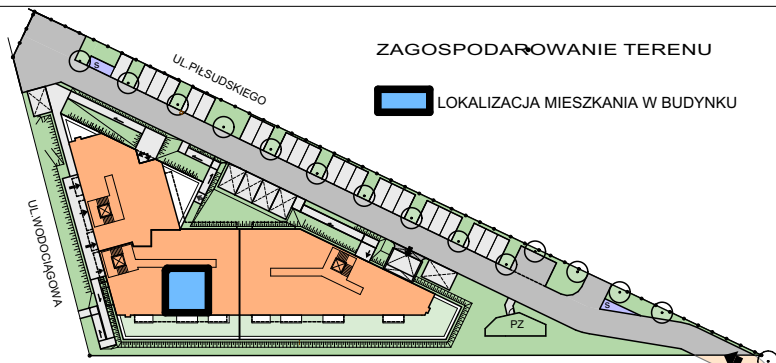 ZAGOSPODAROWANIE TERENU
UL.PIŁSUDSKIEGO
S
LOKALIZACJA MIESZKANIA W BUDYNKU
UL.WODOCIĄGOWA
S
PZ